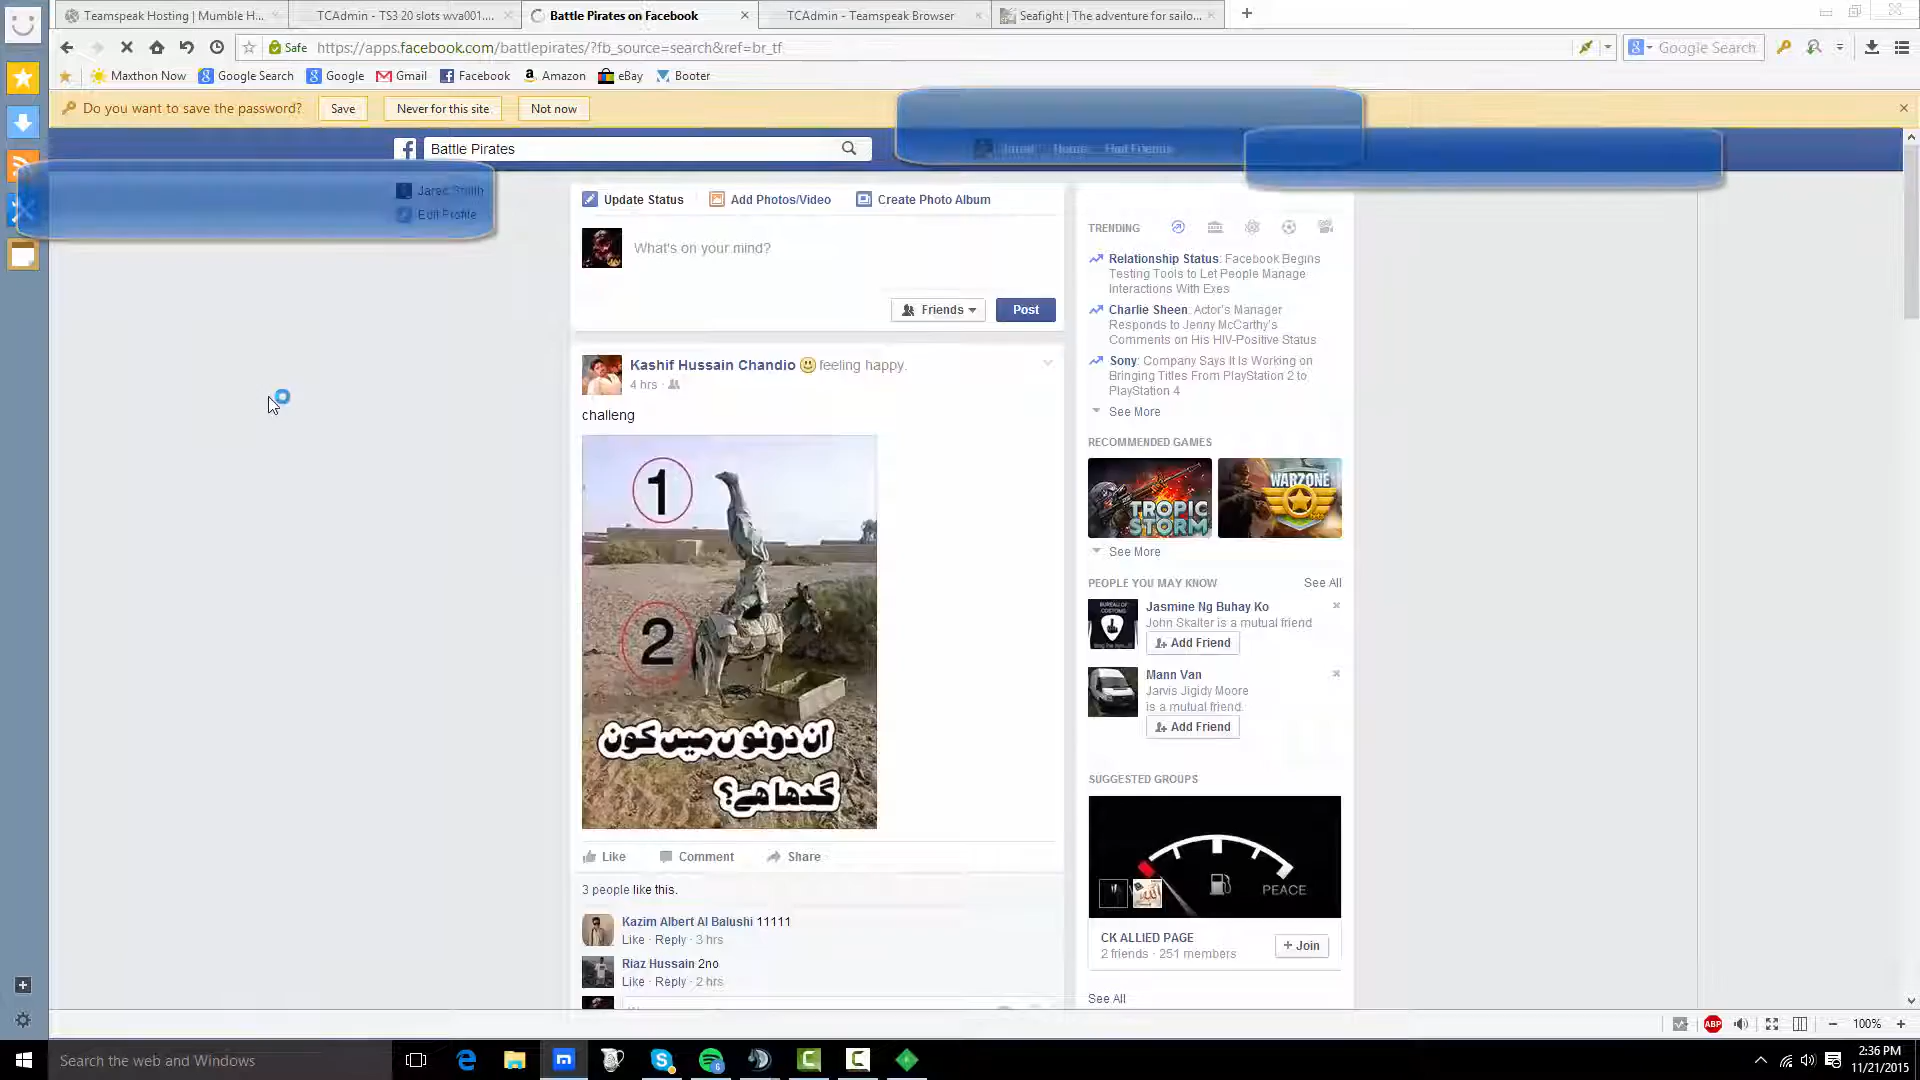 Teamspeak Hosting | Mumble H...
TCAdmin - TS3 20 slots wva001....
Battle Pirates on Facebook
TCAdmin - Teamspeak Browser
Seafight | The adventure for sailo...
Safe https://apps.facebook.com/battlepirates/?fb_source=search&ref=br_tf
Google Search
Maxthon Now Google Search Google Gmail Facebook Amazon eBay Booter
Do you want to save the password? Save Never for this site Not now
Battle Pirates
Home Find Friends
Edit Profile
Update Status Add Photos/Video Create Photo Album
What's on your mind?
Friends Post
Kashif Hussain Chandio feeling happy.
4 hrs
challeng
1
2
ان دونوں میں کون
گدھا ھے؟
Like Comment Share
3 people like this.
Kazim Albert Al Balushi 11111
Like · Reply · 3 hrs
Riaz Hussain 2no
Like · Reply · 2 hrs
TRENDING
Relationship Status: Facebook Begins
Testing Tools to Let People Manage
Interactions With Exes
Charlie Sheen: Actor's Manager
Responds to Jenny McCarthy's
Comments on His HIV-Positive Status
Sony: Company Says It Is Working on
Bringing Titles From PlayStation 2 to
PlayStation 4
See More
RECOMMENDED GAMES
TROPIC
STORM
WARZONE
See More
PEOPLE YOU MAY KNOW See All
Jasmine Ng Buhay Ko
John Skalter is a mutual friend
Add Friend
Mann Van
Jarvis Jigidy Moore
is a mutual friend.
Add Friend
SUGGESTED GROUPS
PEACE
CK ALLIED PAGE
2 friends · 251 members
+ Join
See All
ABP
100%
Search the web and Windows
2:36 PM
11/21/2015